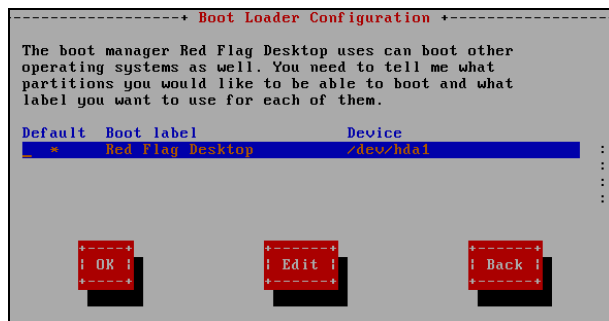 Boot Loader Configuration
The boot manager Red Flag Desktop uses can boot other
operating systems as well. You need to tell me what
partitions you would like to be able to boot and what
label you want to use for each of them.
Default Boot label Device
* Red Flag Desktop /dev/hda1
OK Edit Back